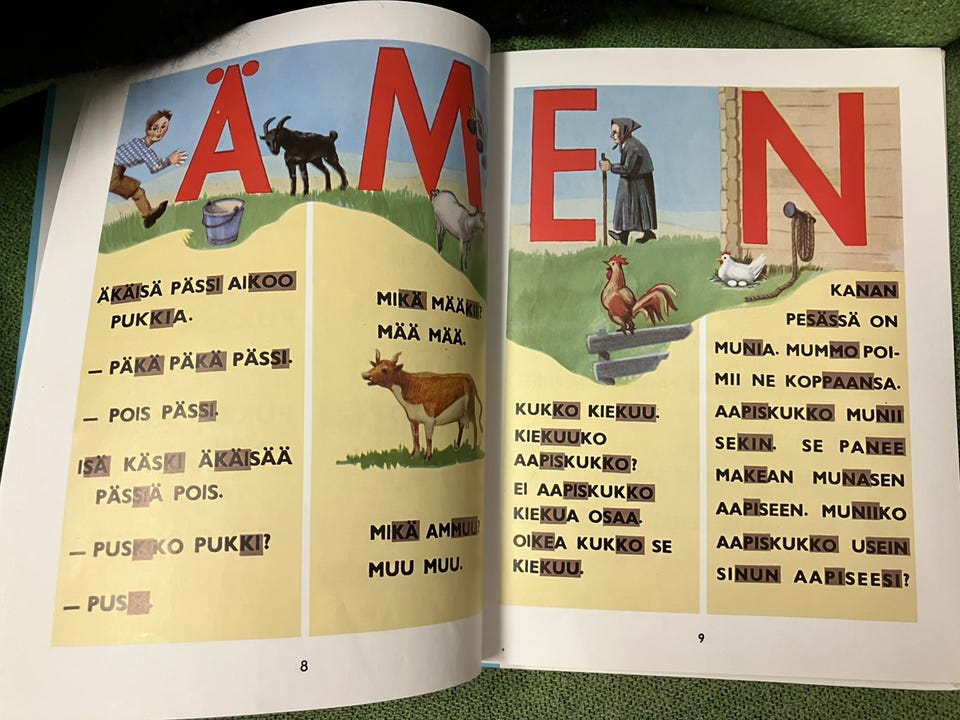 Ä
M
ÄKÄISÄ PÄSSI AIKOO
PUKKIA.
– PÄKÄ PÄKÄ PÄSSI.
– POIS PÄSSI.
ISÄ KÄSKI ÄKÄISÄÄ
PÄSSIÄ POIS.
– PUSKIKO PUKKI?
– PUSKI.
MIKÄ MÄÄKII?
MÄÄ MÄÄ.
MIKÄ AMMUU?
MUU MUU.
8
E
N
KUKKO KIEKUU.
KIEKUUKO
AAPISKUKKO?
EI AAPISKUKKO
KIEKUA OSAA.
OIKEA KUKKO SE
KIEKUU.
KANAN
PESÄSSÄ ON
MUNIA. MUMMO POI-
MII NE KOPPAANSA.
AAPISKUKKO MUNII
SEKIN. SE PANEE
MAKEAN MUNASEN
AAPISEEN. MUNIIKO
AAPISKUKKO USEIN
SINUN AAPISEESI?
9